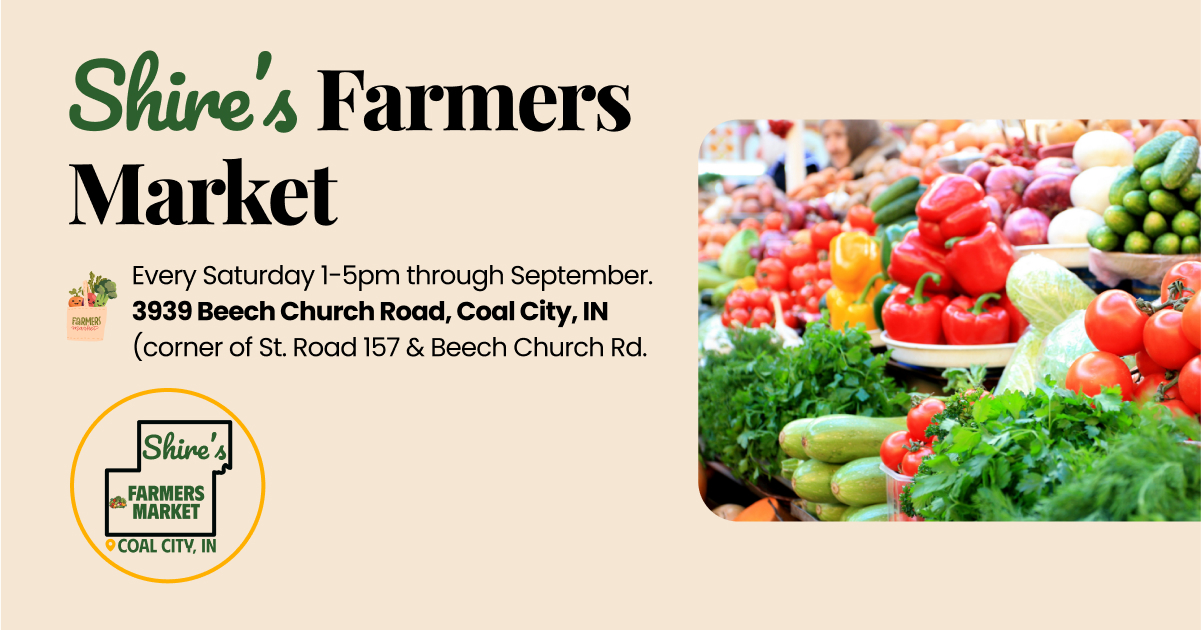 Shire's Farmers
Market
Every Saturday 1-5pm through September.
3939 Beech Church Road, Coal City, IN
(corner of St. Road 157 & Beech Church Rd.
FARMERS
market
Shire's
FARMERS
MARKET
COAL CITY, IN